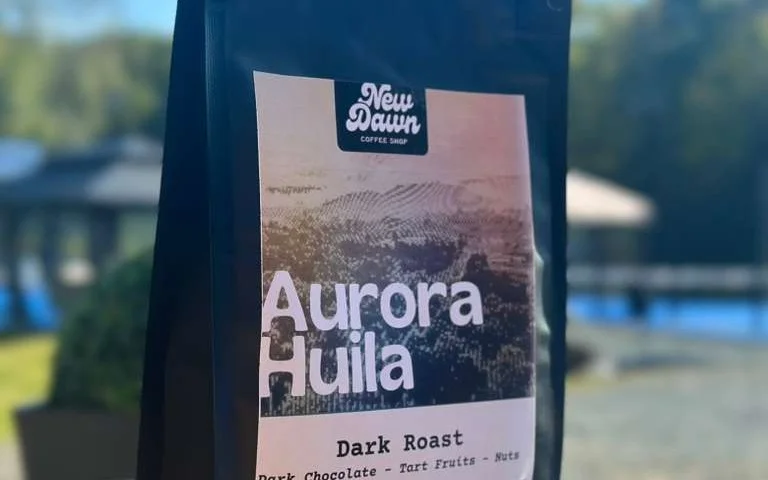 New
Dawn
COFFEE SHOP
Aurora
Huila
Dark Roast
Dark Chocolate - Tart Fruits - Nuts